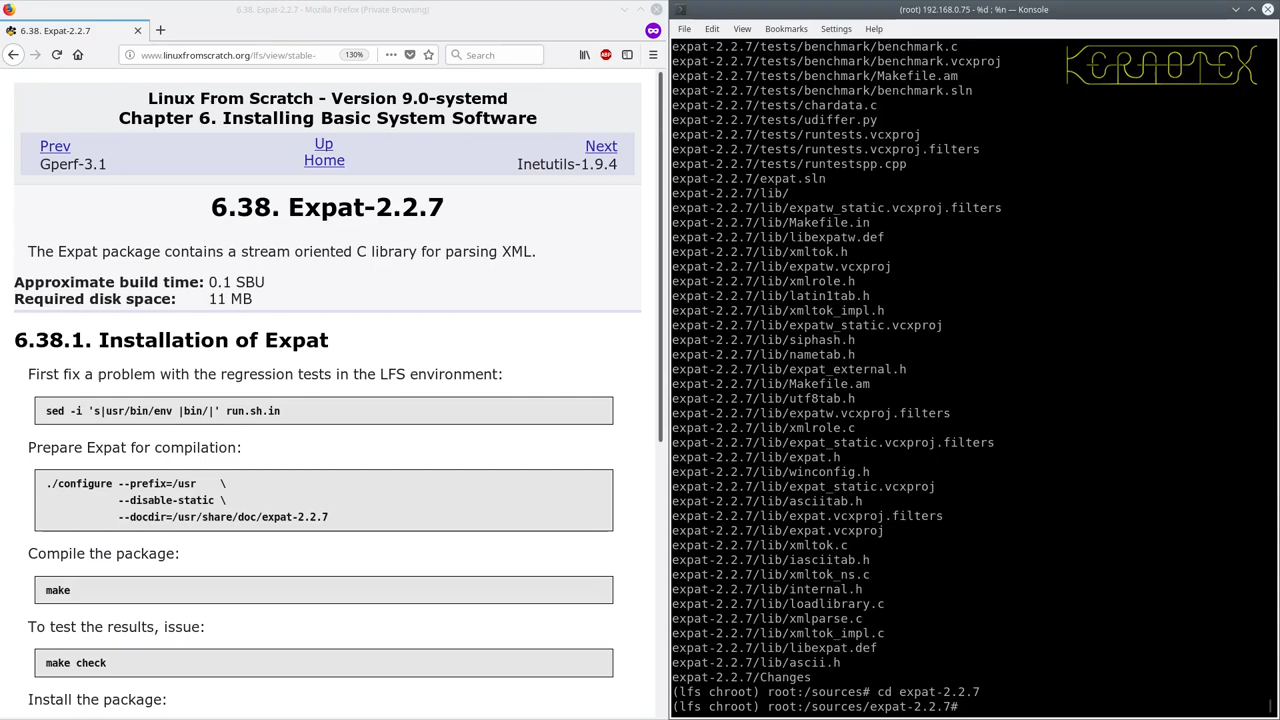 6.38. Expat-2.2.7 - Mozilla Firefox (Private Browsing)
6.38. Expat-2.2.7
www.linuxfromscratch.org/lfs/view/stable-
130%
Search
ABP
Linux From Scratch - Version 9.0-systemd
Chapter 6. Installing Basic System Software
Prev
Up
Next
Gperf-3.1
Home
Inetutils-1.9.4
6.38. Expat-2.2.7
The Expat package contains a stream oriented C library for parsing XML.
Approximate build time: 0.1 SBU
Required disk space: 11 MB
6.38.1. Installation of Expat
First fix a problem with the regression tests in the LFS environment:
sed -i 's|usr/bin/env |bin/|' run.sh.in
Prepare Expat for compilation:
./configure --prefix=/usr \
--disable-static \
--docdir=/usr/share/doc/expat-2.2.7
Compile the package:
make
To test the results, issue:
make check
Install the package:
(root) 192.168.0.75 - %d : %n — Konsole
File Edit View Bookmarks Settings Help
KERAOTEX
expat-2.2.7/tests/benchmark/benchmark.c
expat-2.2.7/tests/benchmark/benchmark.vcxproj
expat-2.2.7/tests/benchmark/Makefile.am
expat-2.2.7/tests/benchmark/benchmark.sln
expat-2.2.7/tests/chardata.c
expat-2.2.7/tests/udiffer.py
expat-2.2.7/tests/runtests.vcxproj
expat-2.2.7/tests/runtests.vcxproj.filters
expat-2.2.7/tests/runtestspp.cpp
expat-2.2.7/expat.sln
expat-2.2.7/lib/
expat-2.2.7/lib/expatw_static.vcxproj.filters
expat-2.2.7/lib/Makefile.in
expat-2.2.7/lib/libexpatw.def
expat-2.2.7/lib/xmltok.h
expat-2.2.7/lib/expatw.vcxproj
expat-2.2.7/lib/xmlrole.h
expat-2.2.7/lib/latin1tab.h
expat-2.2.7/lib/xmltok_impl.h
expat-2.2.7/lib/expatw_static.vcxproj
expat-2.2.7/lib/siphash.h
expat-2.2.7/lib/nametab.h
expat-2.2.7/lib/expat_external.h
expat-2.2.7/lib/Makefile.am
expat-2.2.7/lib/utf8tab.h
expat-2.2.7/lib/expatw.vcxproj.filters
expat-2.2.7/lib/xmlrole.c
expat-2.2.7/lib/expat_static.vcxproj.filters
expat-2.2.7/lib/expat.h
expat-2.2.7/lib/winconfig.h
expat-2.2.7/lib/expat_static.vcxproj
expat-2.2.7/lib/asciitab.h
expat-2.2.7/lib/expat.vcxproj.filters
expat-2.2.7/lib/expat.vcxproj
expat-2.2.7/lib/xmltok.c
expat-2.2.7/lib/iasciitab.h
expat-2.2.7/lib/xmltok_ns.c
expat-2.2.7/lib/internal.h
expat-2.2.7/lib/loadlibrary.c
expat-2.2.7/lib/xmlparse.c
expat-2.2.7/lib/xmltok_impl.c
expat-2.2.7/lib/libexpat.def
expat-2.2.7/lib/ascii.h
expat-2.2.7/Changes
(lfs chroot) root:/sources# cd expat-2.2.7
(lfs chroot) root:/sources/expat-2.2.7#